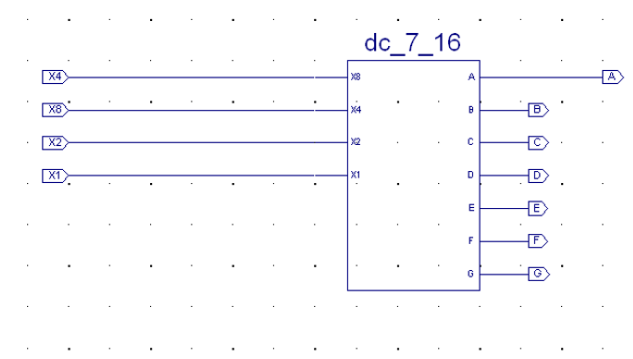 dc_7_16
X4 X8 A A
X8 X4 B B
X2 X2 C C
X1 X1 D D
E E
F F
G G